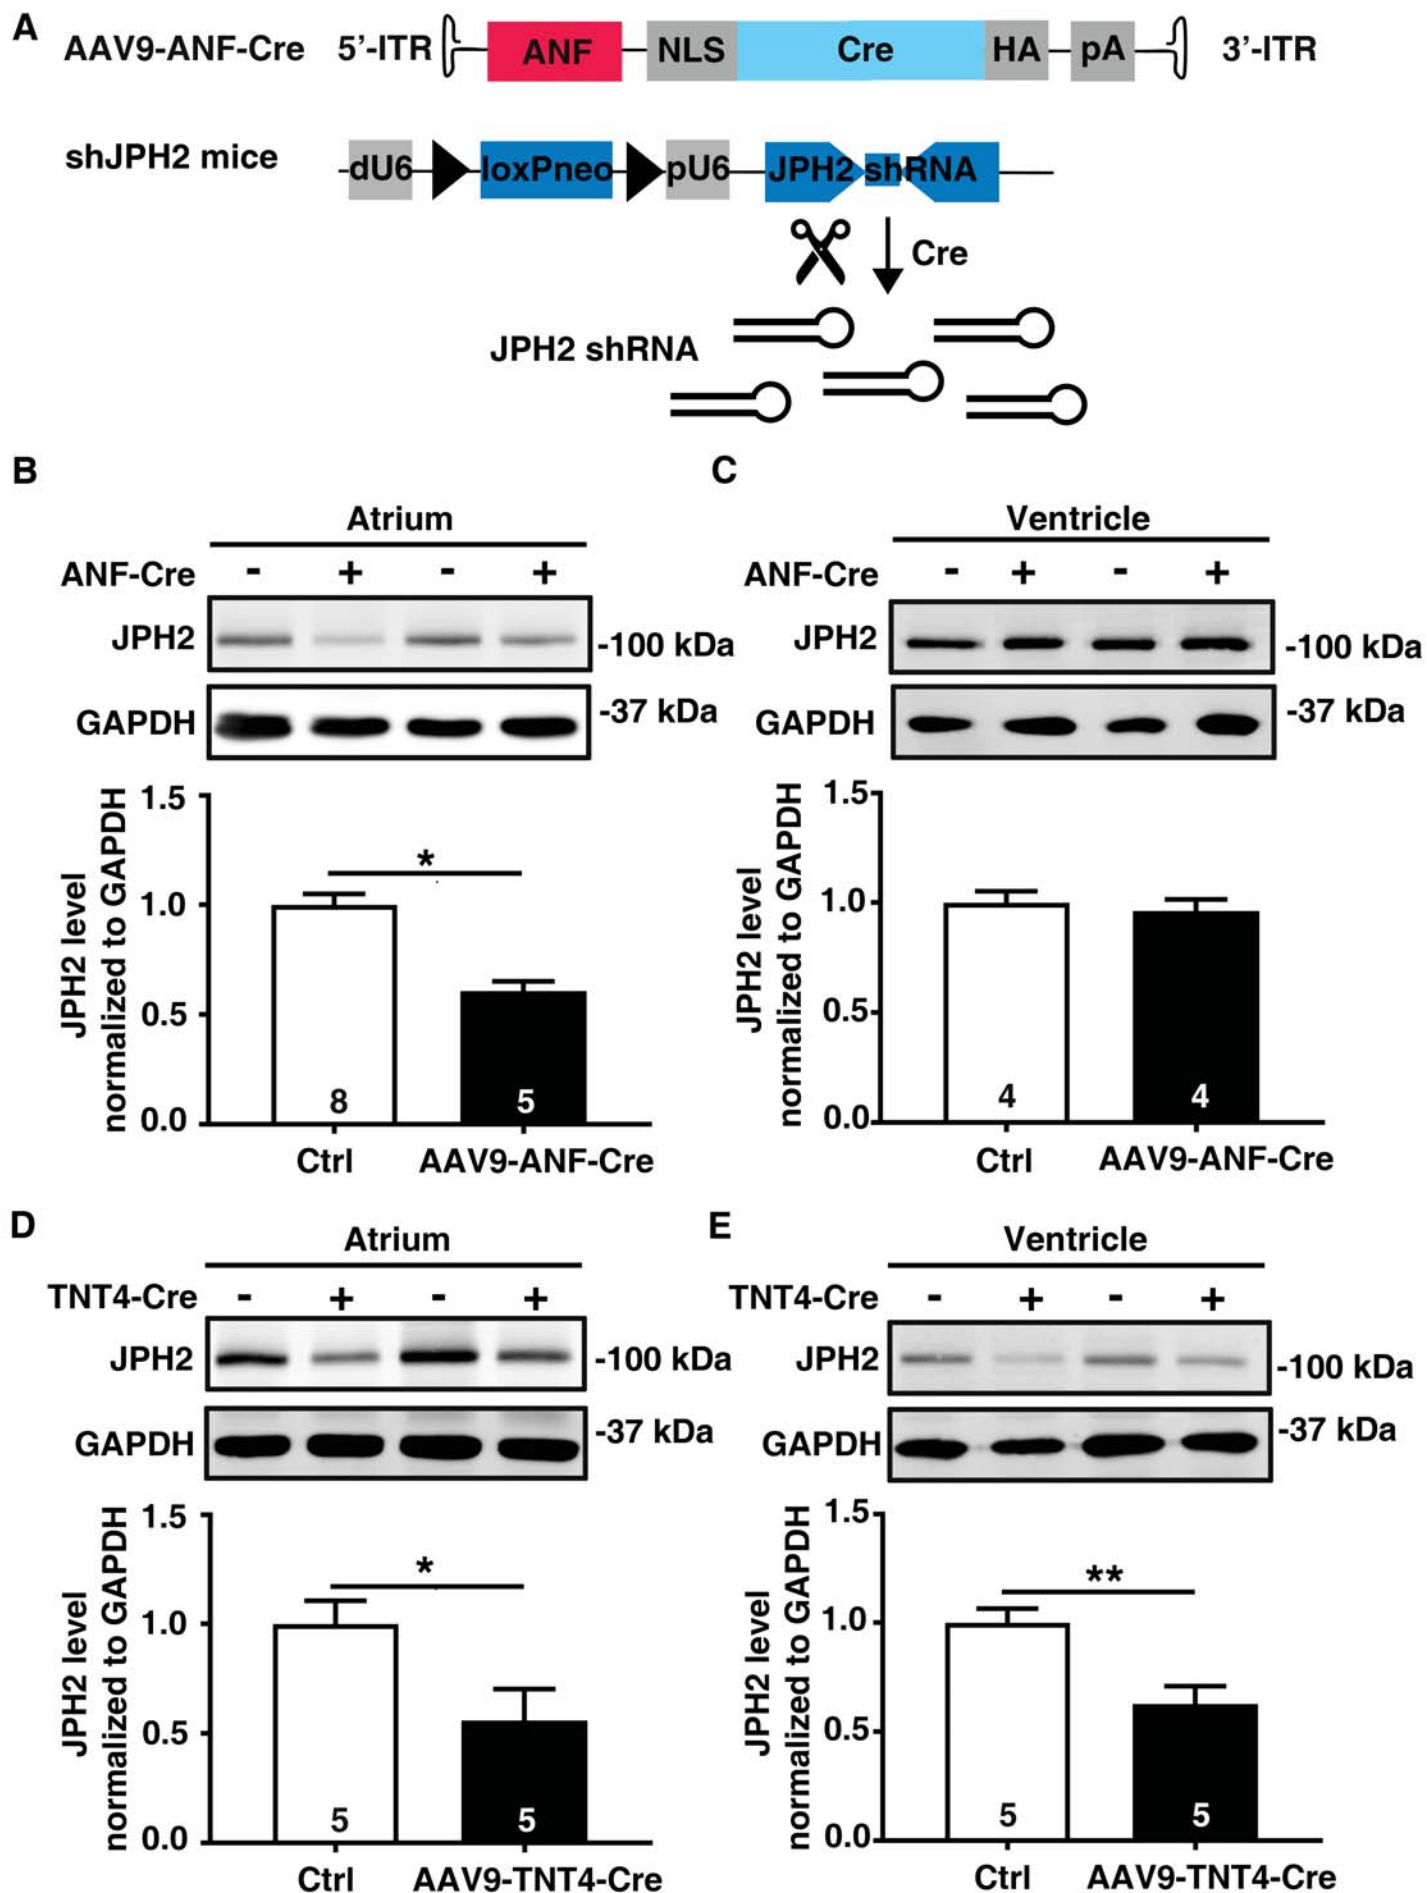 A
AAV9-ANF-Cre 5’-ITR ANF NLS Cre HA pA 3’-ITR
shJPH2 mice dU6 loxPneo pU6 JPH2 shRNA
Cre
JPH2 shRNA
B
Atrium
ANF-Cre - + - +
JPH2 -100 kDa
GAPDH -37 kDa
JPH2 level
normalized to GAPDH
1.5
1.0
0.5
0.0
*
8 5
Ctrl AAV9-ANF-Cre
C
Ventricle
ANF-Cre - + - +
JPH2 -100 kDa
GAPDH -37 kDa
JPH2 level
normalized to GAPDH
1.5
1.0
0.5
0.0
4 4
Ctrl AAV9-ANF-Cre
D
Atrium
TNT4-Cre - + - +
JPH2 -100 kDa
GAPDH -37 kDa
JPH2 level
normalized to GAPDH
1.5
1.0
0.5
0.0
*
5 5
Ctrl AAV9-TNT4-Cre
E
Ventricle
TNT4-Cre - + - +
JPH2 -100 kDa
GAPDH -37 kDa
JPH2 level
normalized to GAPDH
1.5
1.0
0.5
0.0
**
5 5
Ctrl AAV9-TNT4-Cre